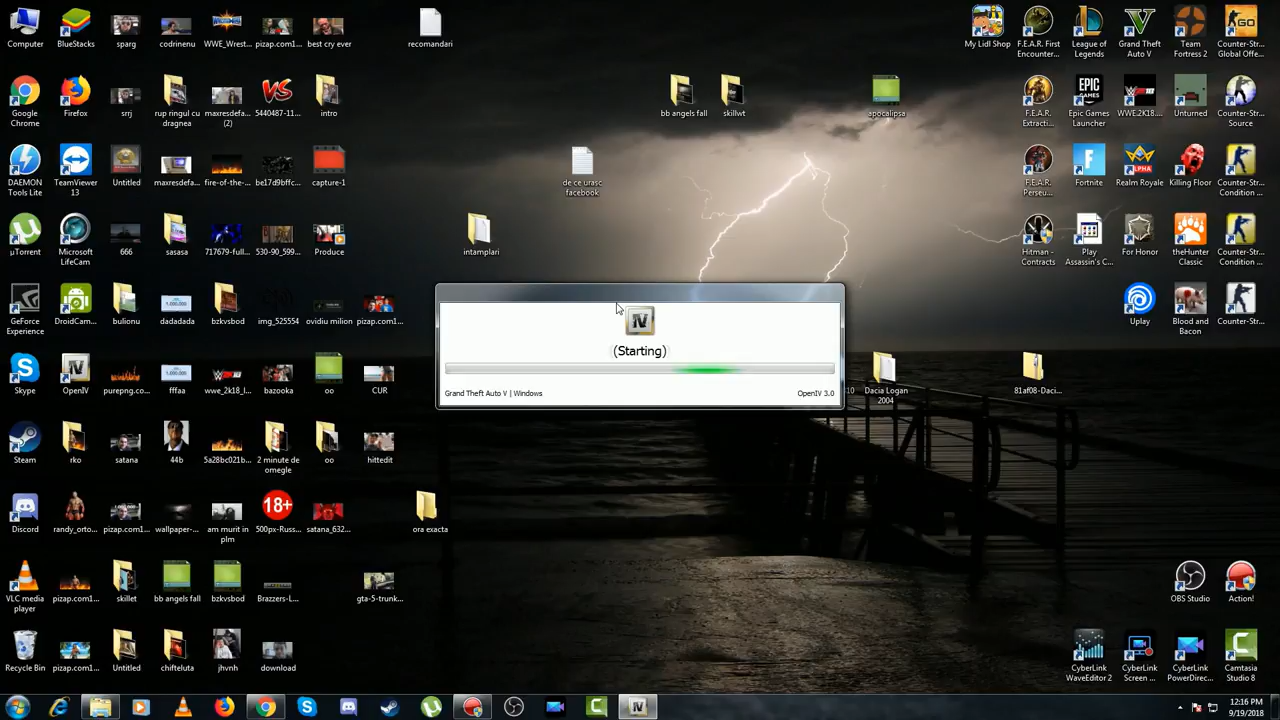 Computer
BlueStacks
sparg
codrinenu
WWE_Wrest...
pizap.com1...
best cry ever
recomandari
My Lidl Shop
F.E.A.R. First
Encounter...
League of
Legends
Grand Theft
Auto V
Team
Fortress 2
Counter-Str...
Global Offe...
Google
Chrome
Firefox
srrj
rup ringul cu
dragnea
maxresdefa...
(2)
5440487-11...
intro
bb angels fall
skillwt
apocalipsa
F.E.A.R.
Extracti...
Epic Games
Launcher
WWE.2K18....
Unturned
Counter-Str...
Source
DAEMON
Tools Lite
TeamViewer
13
Untitled
maxresdefa...
fire-of-the-...
be17d9bffc...
capture-1
de ce urasc
facebook
F.E.A.R.
Perseu...
Fortnite
Realm Royale
Killing Floor
Counter-Str...
Condition ...
µTorrent
Microsoft
LifeCam
666
sasasa
717679-full...
530-90_599...
Produce
intamplari
Hitman -
Contracts
Play
Assassin's C...
For Honor
theHunter
Classic
Counter-Str...
Condition ...
GeForce
Experience
DroidCam...
bulionu
dadadada
bzkvsbod
img_525554
ovidiu milion
pizap.com1...
Uplay
Blood and
Bacon
Counter-Str...
(Starting)
Grand Theft Auto V | Windows
OpenIV 3.0
Skype
OpenIV
purepng.co...
fffaa
wwe_2k18_l...
bazooka
oo
CUR
10
Dacia Logan
2004
81af08-Daci...
Steam
rko
satana
44b
5a28bc021b...
2 minute de
omegle
oo
hittedit
Discord
randy_orto...
pizap.com1...
wallpaper-...
am murit in
plm
18+
500px-Russ...
satana_632...
ora exacta
VLC media
player
pizap.com1...
skillet
bb angels fall
bzkvsbod
Brazzers-L...
gta-5-trunk...
OBS Studio
Action!
Recycle Bin
pizap.com1...
Untitled
chifteluta
jhvnh
download
CyberLink
WaveEditor 2
CyberLink
Screen ...
CyberLink
PowerDirec...
Camtasia
Studio 8
12:16 PM
9/19/2018